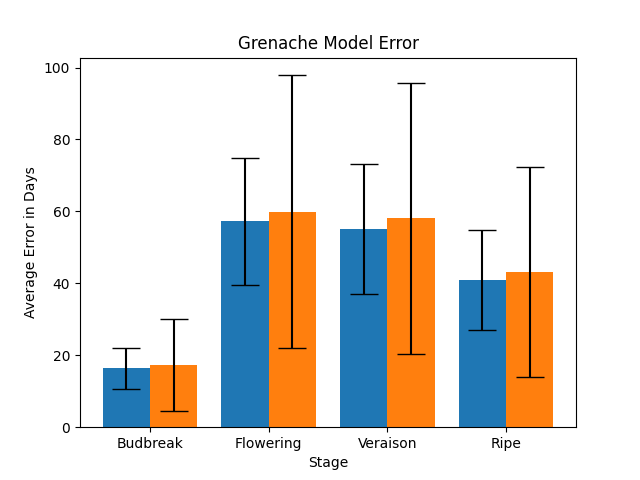 Grenache Model Error
Average Error in Days
100
80
60
40
20
0
Budbreak Flowering Veraison Ripe
Stage